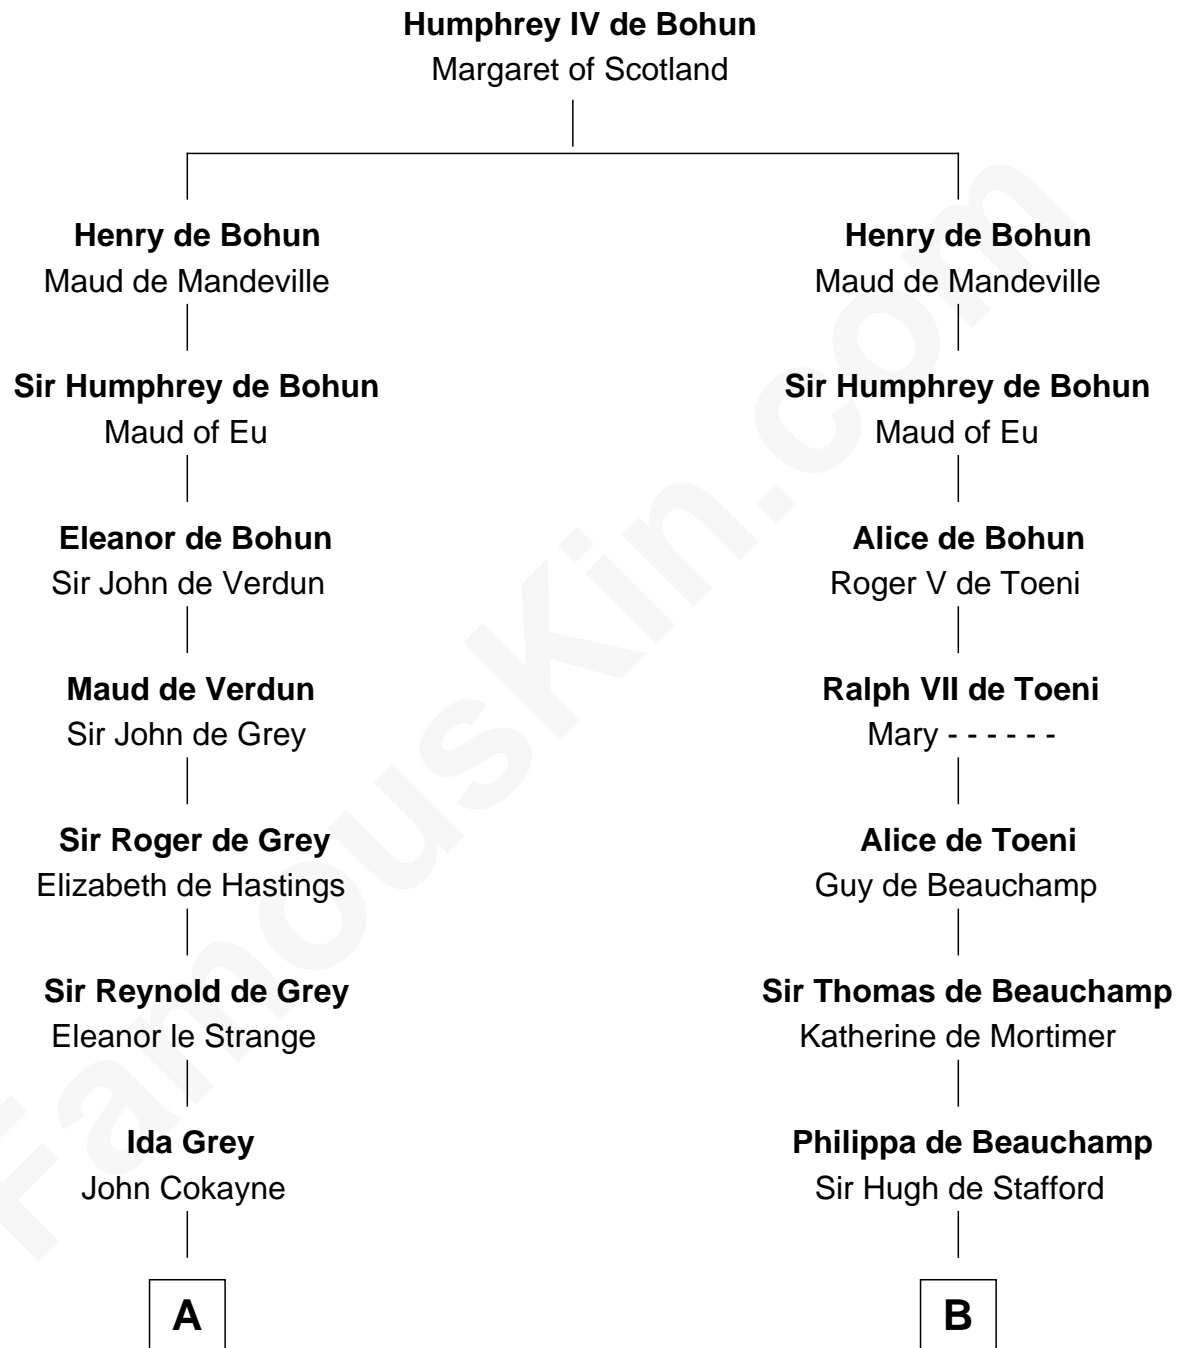 Humphrey IV de Bohun
Margaret of Scotland
Henry de Bohun
Maud de Mandeville
Sir Humphrey de Bohun
Maud of Eu
Eleanor de Bohun
Sir John de Verdun
Maud de Verdun
Sir John de Grey
Sir Roger de Grey
Elizabeth de Hastings
Sir Reynold de Grey
Eleanor le Strange
Ida Grey
John Cokayne
A
Henry de Bohun
Maud de Mandeville
Sir Humphrey de Bohun
Maud of Eu
Alice de Bohun
Roger V de Toeni
Ralph VII de Toeni
Mary - - - - - -
Alice de Toeni
Guy de Beauchamp
Sir Thomas de Beauchamp
Katherine de Mortimer
Philippa de Beauchamp
Sir Hugh de Stafford
B
FamousKin.com